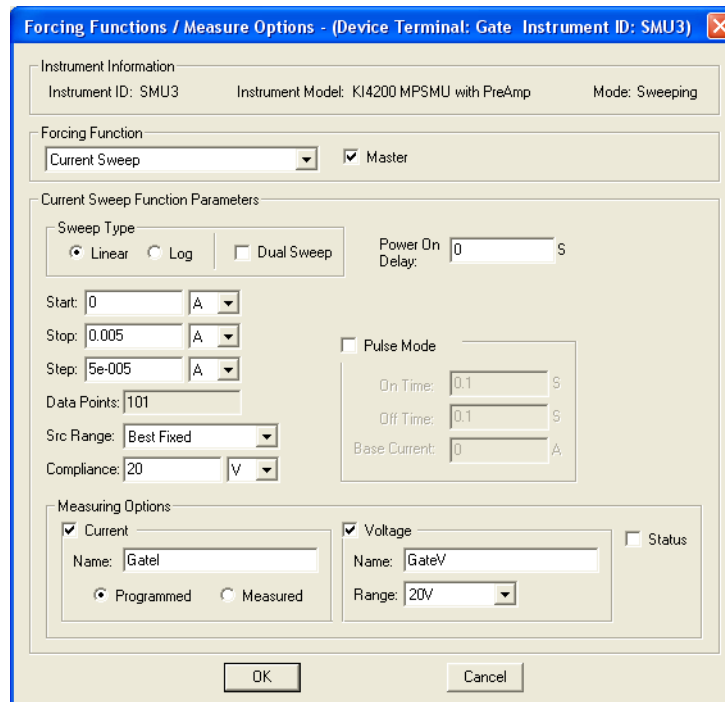 Forcing Functions / Measure Options - (Device Terminal: Gate Instrument ID: SMU3)
Instrument Information
Instrument ID: SMU3 Instrument Model: KI4200 MPSMU with PreAmp Mode: Sweeping
Forcing Function
Current Sweep Master
Current Sweep Function Parameters
Sweep Type
Linear Log Dual Sweep
Power On Delay: 0 S
Start: 0 A
Stop: 0.005 A
Step: 5e-005 A
Data Points: 101
Src Range: Best Fixed
Compliance: 20 V
Pulse Mode
On Time: 0.1 S
Off Time: 0.1 S
Base Current: 0 A
Measuring Options
Current
Name: GateI
Programmed Measured
Voltage
Name: GateV
Range: 20V
Status
OK Cancel